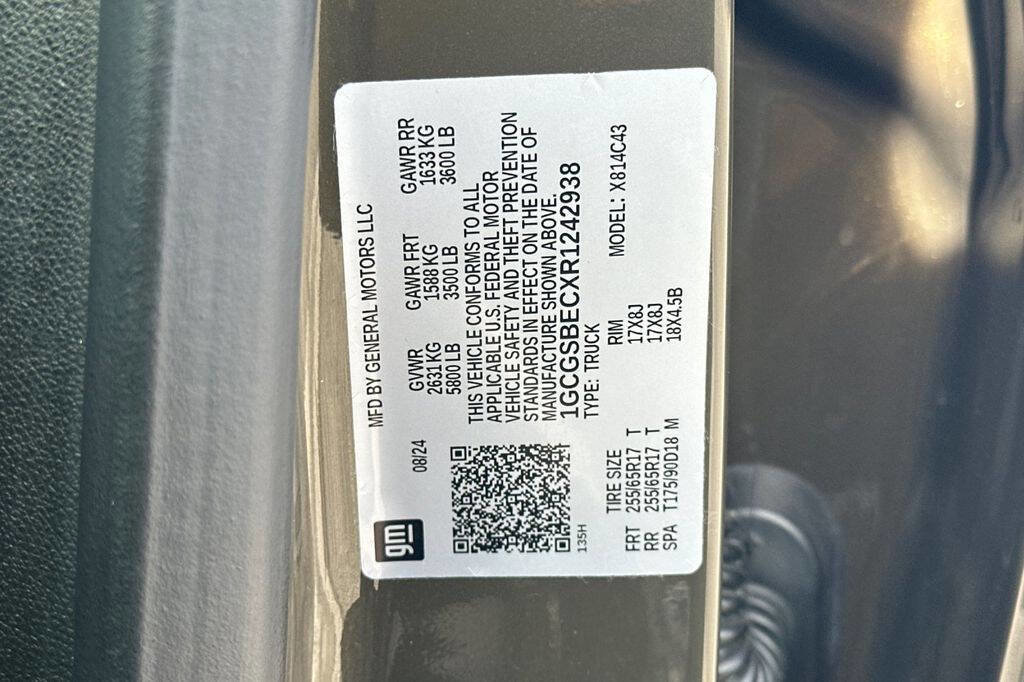 gm
MFD BY GENERAL MOTORS LLC
08/24
GVWR GAWR FRT GAWR RR
2631 KG 1588 KG 1633 KG
5800 LB 3500 LB 3600 LB
THIS VEHICLE CONFORMS TO ALL
APPLICABLE U.S. FEDERAL MOTOR
VEHICLE SAFETY AND THEFT PREVENTION
STANDARDS IN EFFECT ON THE DATE OF
MANUFACTURE SHOWN ABOVE.
1GCGSBECXR1242938
TYPE: TRUCK
135H
MODEL: X814C43
TIRE SIZE RIM
FRT 255/65R17 T 17X8J
RR 255/65R17 T 17X8J
SPA T175/90D18 M 18X4.5B